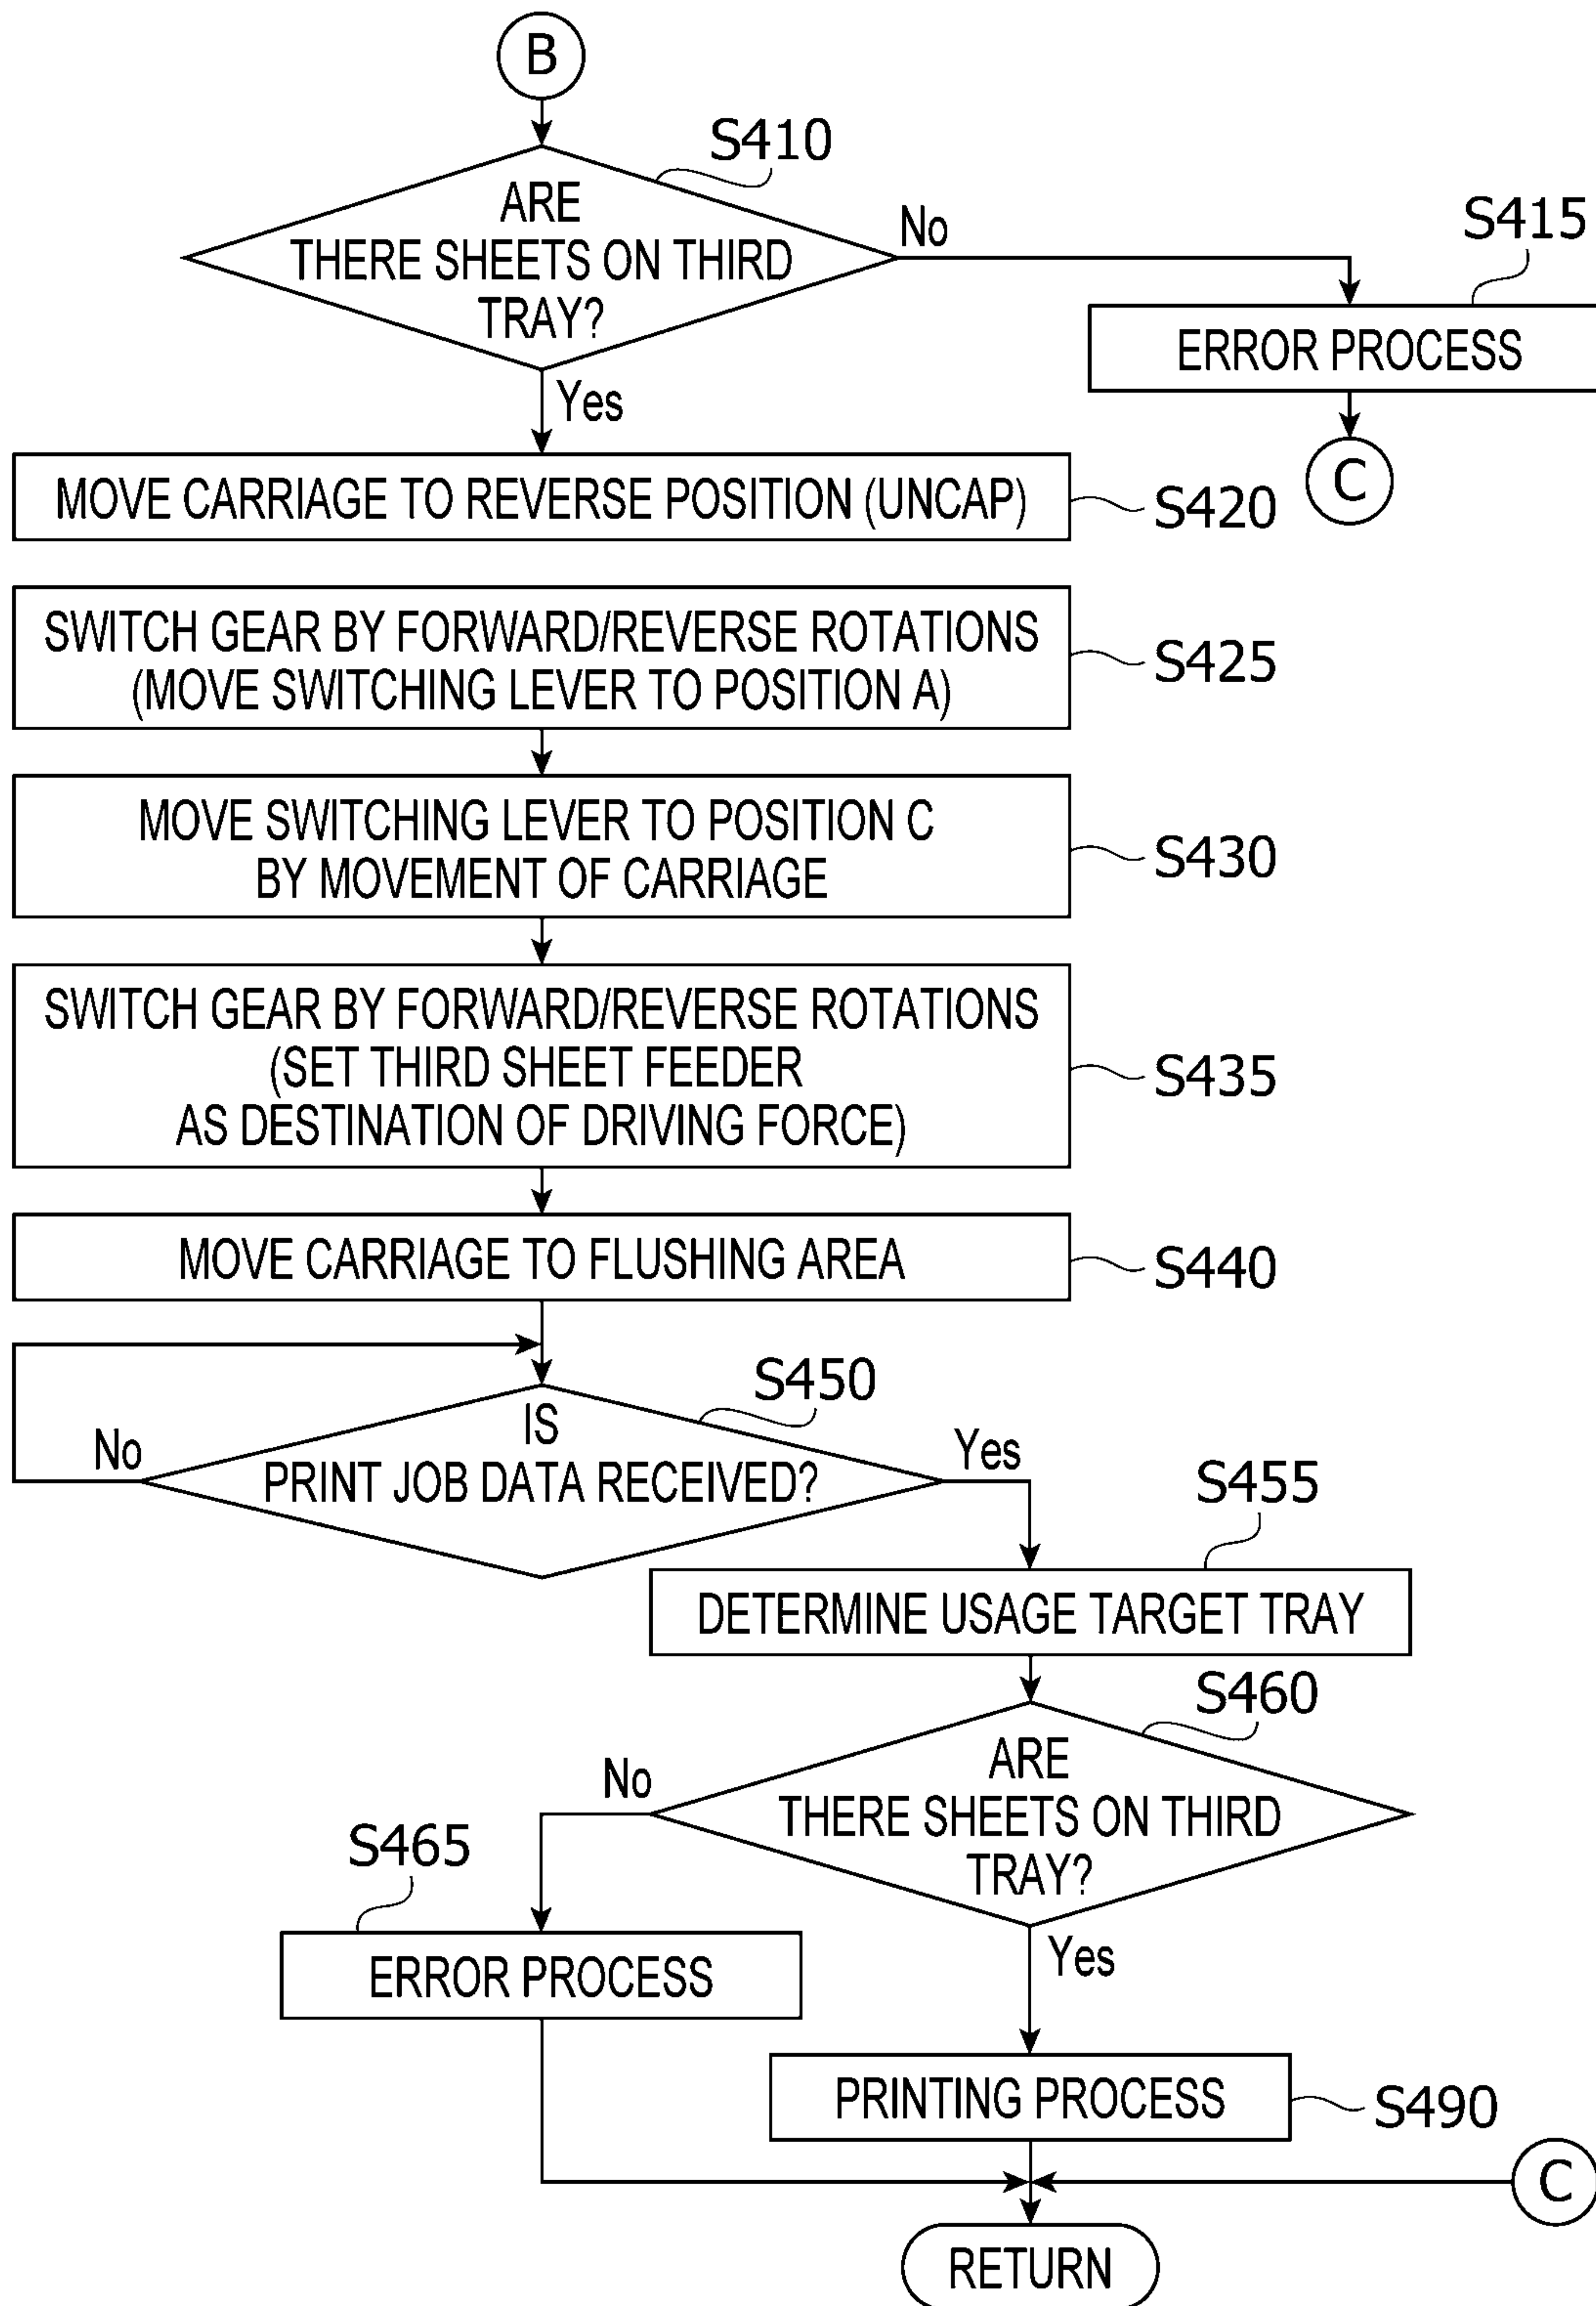 B
S410
ARE
THERE SHEETS ON THIRD
TRAY?
No
S415
ERROR PROCESS
C
Yes
MOVE CARRIAGE TO REVERSE POSITION (UNCAP)
S420
SWITCH GEAR BY FORWARD/REVERSE ROTATIONS
(MOVE SWITCHING LEVER TO POSITION A)
S425
MOVE SWITCHING LEVER TO POSITION C
BY MOVEMENT OF CARRIAGE
S430
SWITCH GEAR BY FORWARD/REVERSE ROTATIONS
(SET THIRD SHEET FEEDER
AS DESTINATION OF DRIVING FORCE)
S435
MOVE CARRIAGE TO FLUSHING AREA
S440
S450
IS
PRINT JOB DATA RECEIVED?
No
Yes
S455
DETERMINE USAGE TARGET TRAY
S460
ARE
THERE SHEETS ON THIRD
TRAY?
No
S465
ERROR PROCESS
Yes
PRINTING PROCESS
S490
C
RETURN